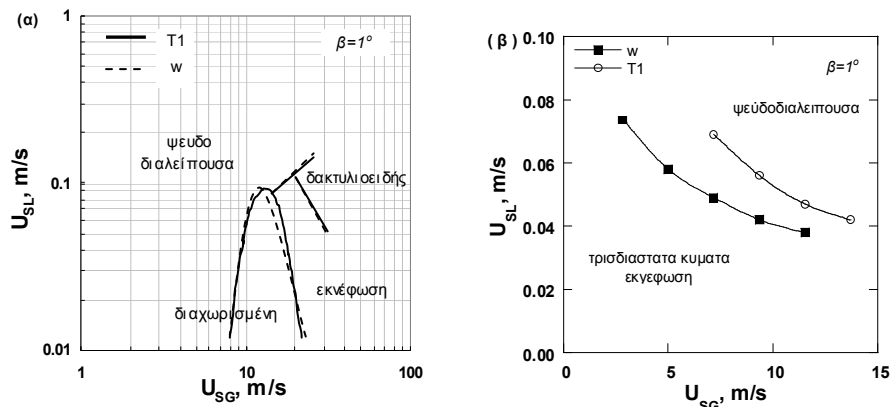 (α)
1
T1
w
β=1°
ψευδο
διαλείπουσα
δακτυλιοειδής
0.1
U_SL, m/s
εκνέφωση
διαχωρισμένη
0.01
1
10
100
U_SG, m/s
(β)
0.10
w
T1
β=1°
ψεύδοδιαλειπουσα
0.08
0.06
U_SL, m/s
0.04
τρισδιαστατα κυματα
εκγεφωση
0.02
0.00
0
5
10
15
U_SG, m/s